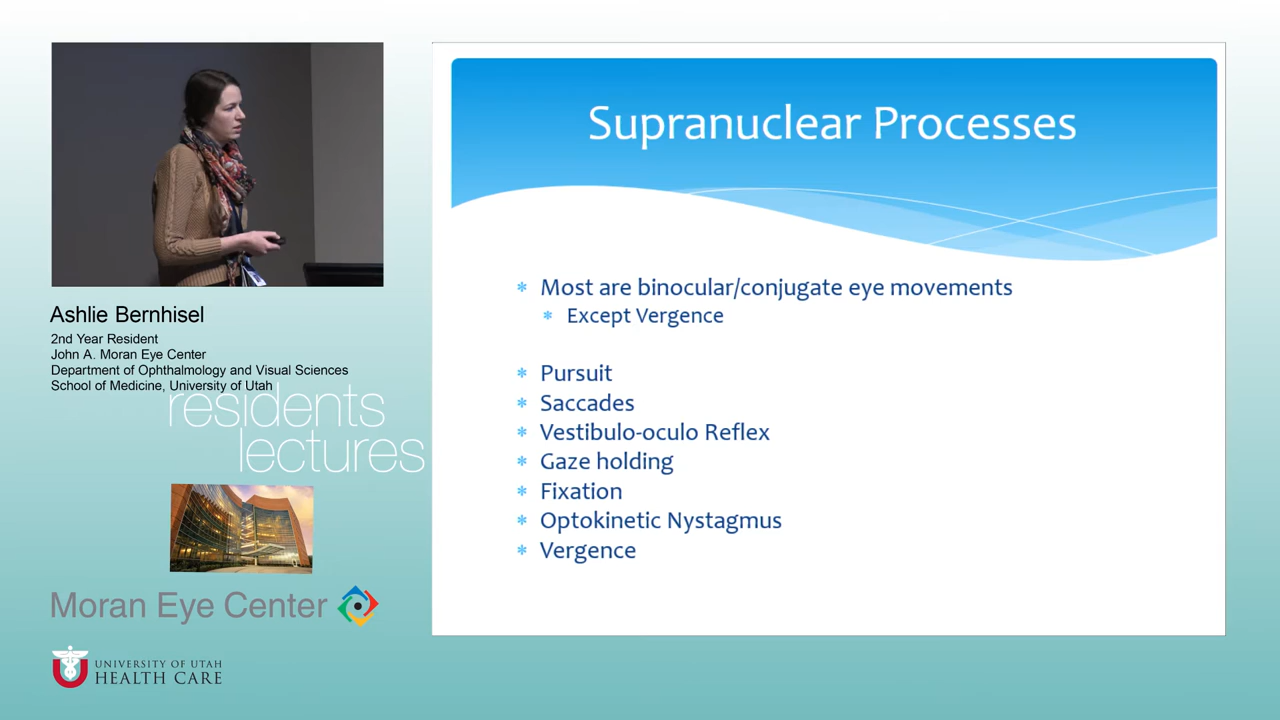 Supranuclear Processes
* Most are binocular/conjugate eye movements
* Except Vergence
* Pursuit
* Saccades
* Vestibulo-oculo Reflex
* Gaze holding
* Fixation
* Optokinetic Nystagmus
* Vergence
Ashlie Bernhisel
2nd Year Resident
John A. Moran Eye Center
Department of Ophthalmology and Visual Sciences
School of Medicine, University of Utah
residents
lectures
Moran Eye Center
UNIVERSITY OF UTAH
HEALTH CARE